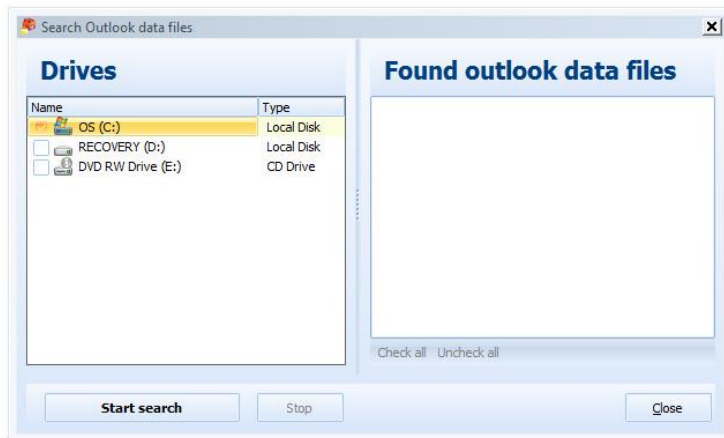 Search Outlook data files
Drives
Found outlook data files
Name Type
OS (C:) Local Disk
RECOVERY (D:) Local Disk
DVD RW Drive (E:) CD Drive
Check all Uncheck all
Start search Stop Close